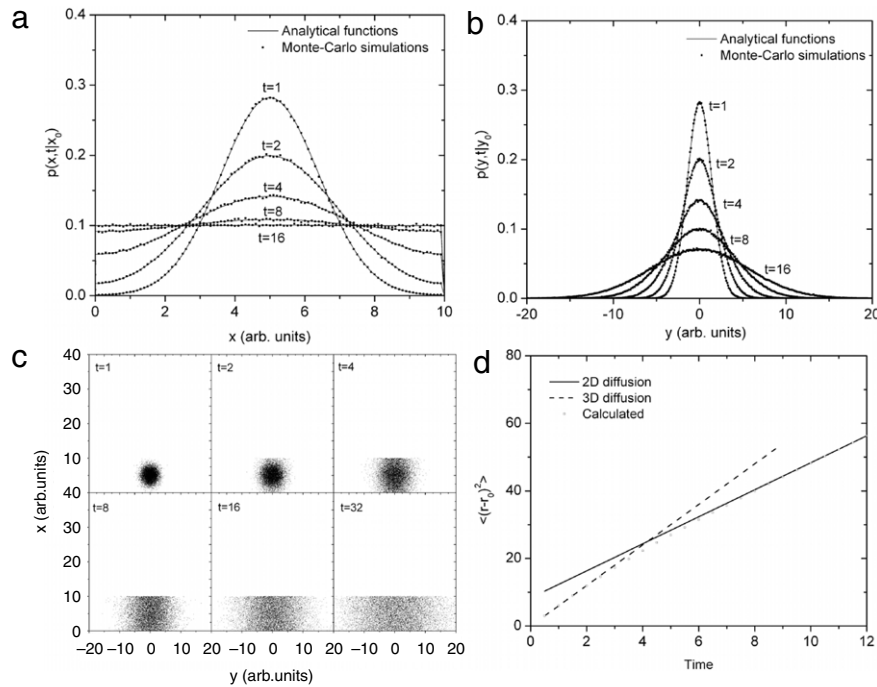 a
Analytical functions
Monte-Carlo simulations
0.4
0.3
0.2
0.1
0.0
p(x,t|x0)
t=1
t=2
t=4
t=8
t=16
0 2 4 6 8 10
x (arb. units)
b
Analytical functions
Monte-Carlo simulations
0.4
0.3
0.2
0.1
0.0
p(y,t|y0)
t=1
t=2
t=4
t=8
t=16
-20 -10 0 10 20
y (arb. units)
c
40
30
20
10
40
30
20
10
0
x (arb.units)
t=1
t=2
t=4
t=8
t=16
t=32
–20 –10 0 10 20 –10 0 10 20 –10 0 10 20
y (arb.units)
d
2D diffusion
3D diffusion
Calculated
80
60
40
20
0
<(r-r0)2>
0 2 4 6 8 10 12
Time